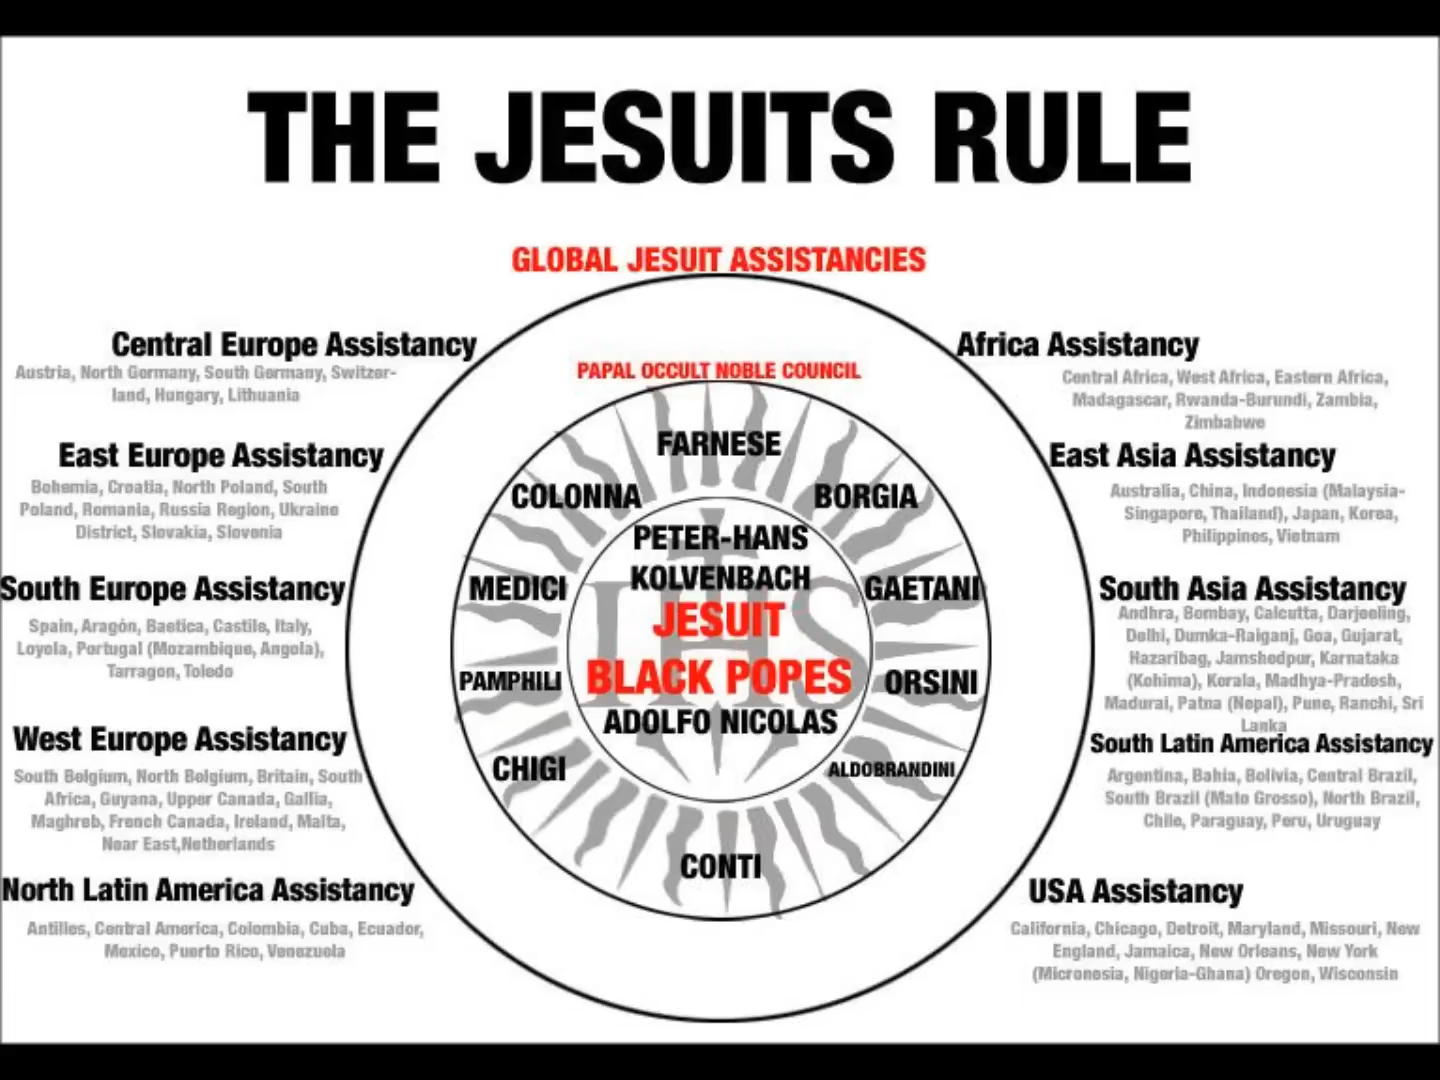 THE JESUITS RULE
GLOBAL JESUIT ASSISTANCIES
Central Europe Assistancy
Austria, North Germany, South Germany, Switzer-
land, Hungary, Lithuania
East Europe Assistancy
Bohemia, Croatia, North Poland, South
Poland, Romania, Russia Region, Ukraine
District, Slovakia, Slovenia
South Europe Assistancy
Spain, Aragón, Baetica, Castile, Italy,
Loyola, Portugal (Mozambique, Angola),
Tarragon, Toledo
West Europe Assistancy
South Belgium, North Belgium, Britain, South
Africa, Guyana, Upper Canada, Gallia,
Maghreb, French Canada, Ireland, Malta,
Near East,Netherlands
North Latin America Assistancy
Antilles, Central America, Colombia, Cuba, Ecuador,
Mexico, Puerto Rico, Venezuela
PAPAL OCCULT NOBLE COUNCIL
FARNESE
COLONNA
BORGIA
MEDICI
GAETANI
PAMPHILI
ORSINI
CHIGI
ALDOBRANDINI
CONTI
PETER-HANS
KOLVENBACH
JESUIT
BLACK POPES
ADOLFO NICOLAS
IHS
Africa Assistancy
Central Africa, West Africa, Eastern Africa,
Madagascar, Rwanda-Burundi, Zambia,
Zimbabwe
East Asia Assistancy
Australia, China, Indonesia (Malaysia-
Singapore, Thailand), Japan, Korea,
Philippines, Vietnam
South Asia Assistancy
Andhra, Bombay, Calcutta, Darjeeling,
Delhi, Dumka-Raiganj, Goa, Gujarat,
Hazaribag, Jamshedpur, Karnataka
(Kohima), Korala, Madhya-Pradesh,
Madurai, Patna (Nepal), Pune, Ranchi, Sri
Lanka
South Latin America Assistancy
Argentina, Bahia, Bolivia, Central Brazil,
South Brazil (Mato Grosso), North Brazil,
Chile, Paraguay, Peru, Uruguay
USA Assistancy
California, Chicago, Detroit, Maryland, Missouri, New
England, Jamaica, New Orleans, New York
(Micronesia, Nigeria-Ghana) Oregon, Wisconsin